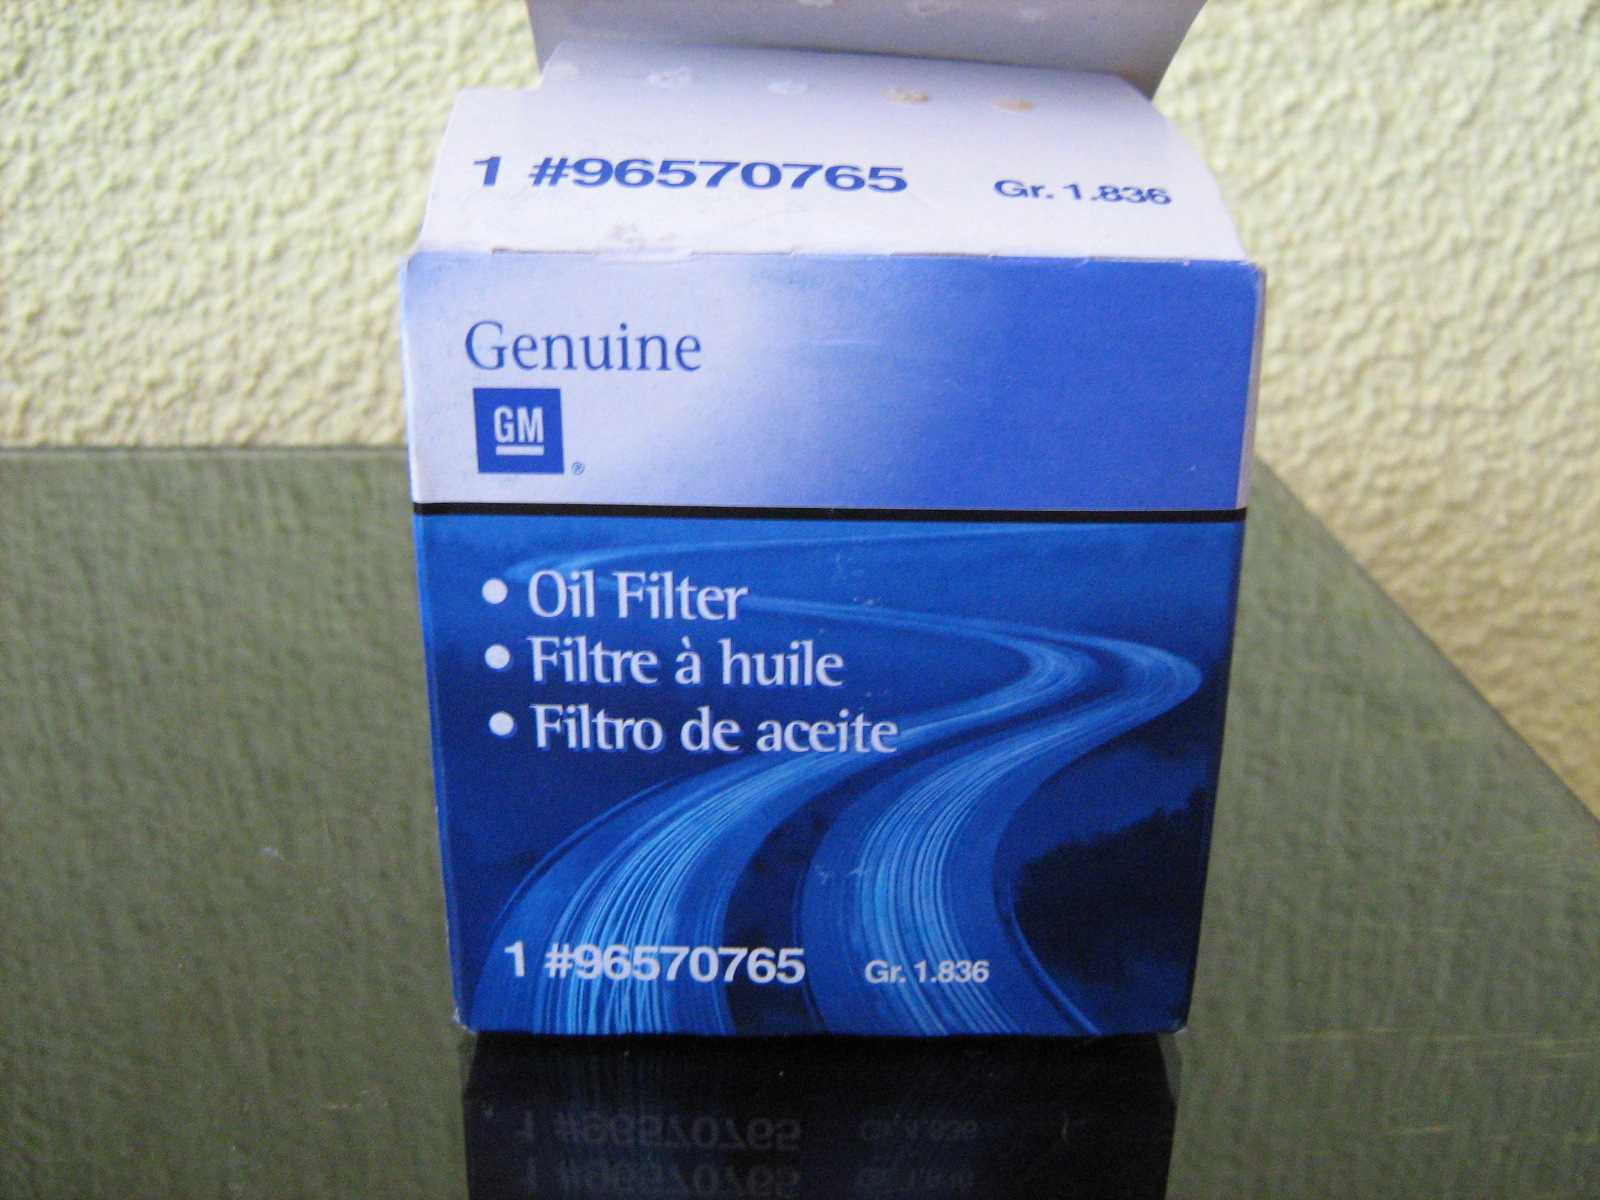 1 #96570765 Gr. 1.836
Genuine
GM
®
• Oil Filter
• Filtre à huile
• Filtro de aceite
1 #96570765 Gr. 1.836